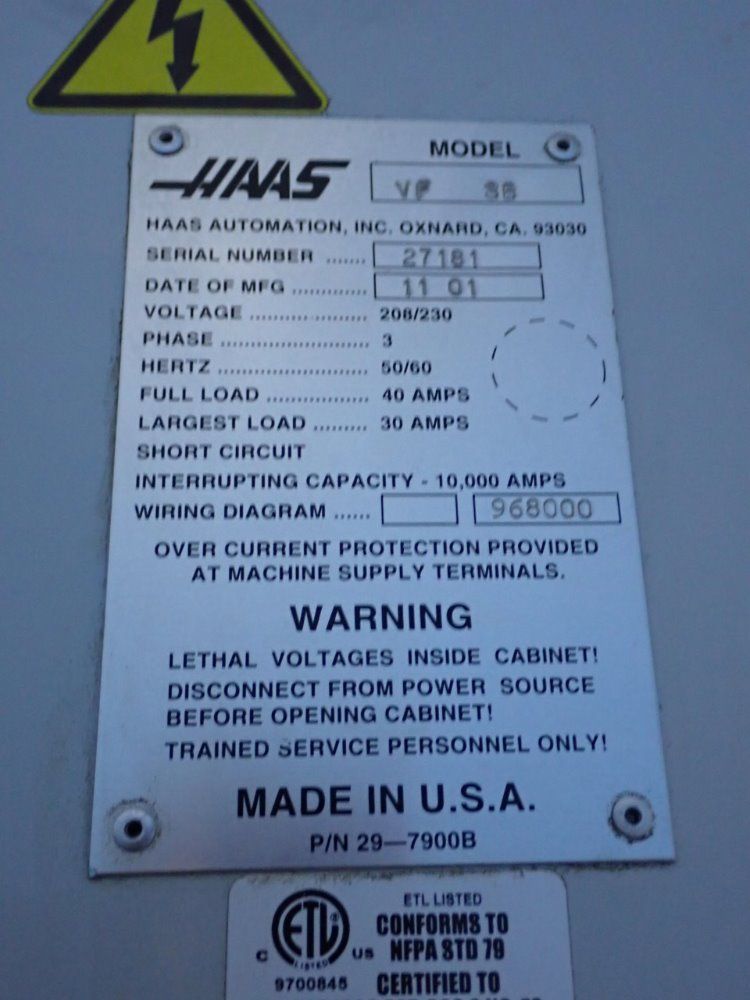 MODEL
HAAS VF 3B
HAAS AUTOMATION, INC. OXNARD, CA. 93030
SERIAL NUMBER ....... 27181
DATE OF MFG ............. 11 01
VOLTAGE .................... 208/230
PHASE ......................... 3
HERTZ ......................... 50/60
FULL LOAD ................. 40 AMPS
LARGEST LOAD ......... 30 AMPS
SHORT CIRCUIT
INTERRUPTING CAPACITY - 10,000 AMPS
WIRING DIAGRAM ...... 968000
OVER CURRENT PROTECTION PROVIDED
AT MACHINE SUPPLY TERMINALS.
WARNING
LETHAL VOLTAGES INSIDE CABINET!
DISCONNECT FROM POWER SOURCE
BEFORE OPENING CABINET!
TRAINED SERVICE PERSONNEL ONLY!
MADE IN U.S.A.
P/N 29—7900B
ETL LISTED
CONFORMS TO
NFPA STD 79
C ETL ® US
LISTED
9700845
CERTIFIED TO